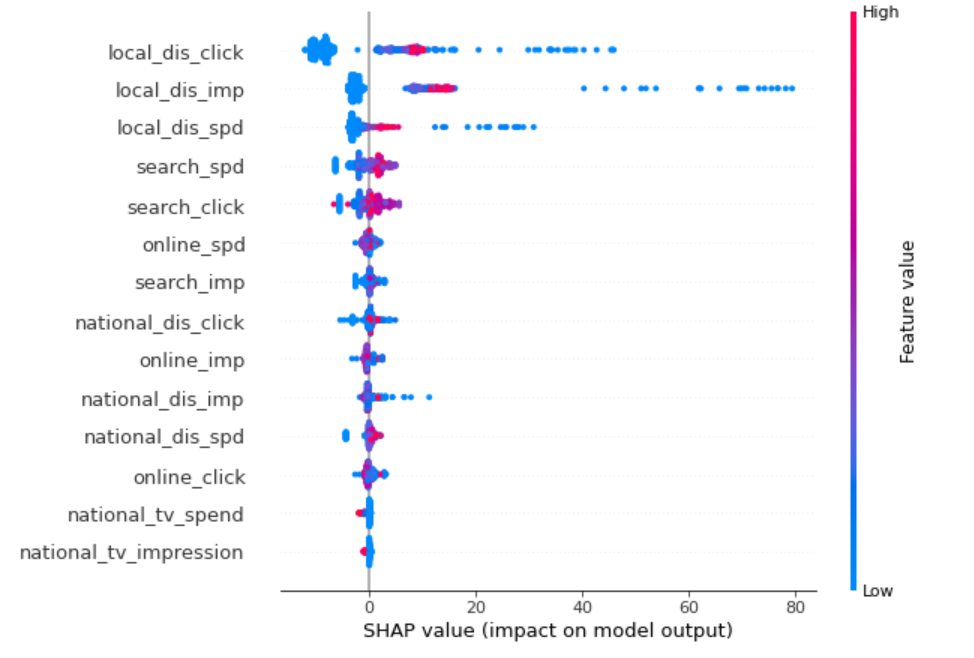 High
local_dis_click
local_dis_imp
local_dis_spd
search_spd
search_click
online_spd
search_imp
national_dis_click
online_imp
national_dis_imp
national_dis_spd
online_click
national_tv_spend
national_tv_impression
Feature value
Low
0 20 40 60 80
SHAP value (impact on model output)